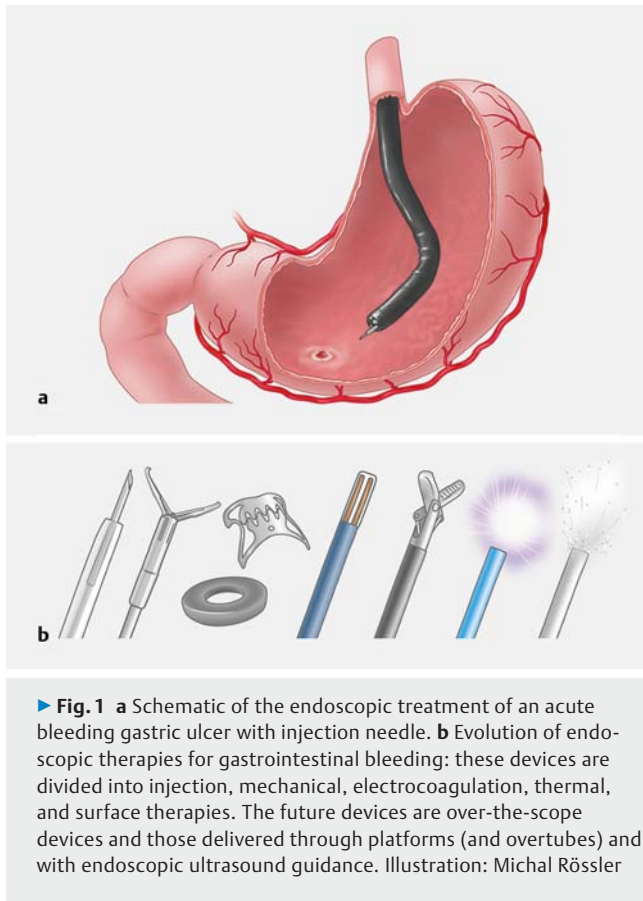 a
b
▶ Fig. 1 a Schematic of the endoscopic treatment of an acute
bleeding gastric ulcer with injection needle. b Evolution of endo-
scopic therapies for gastrointestinal bleeding: these devices are
divided into injection, mechanical, electrocoagulation, thermal,
and surface therapies. The future devices are over-the-scope
devices and those delivered through platforms (and overtubes) and
with endoscopic ultrasound guidance. Illustration: Michal Rössler